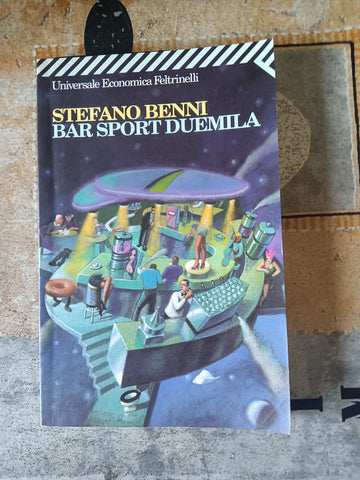 Universale Economica Feltrinelli
STEFANO BENNI
BAR SPORT DUEMILA